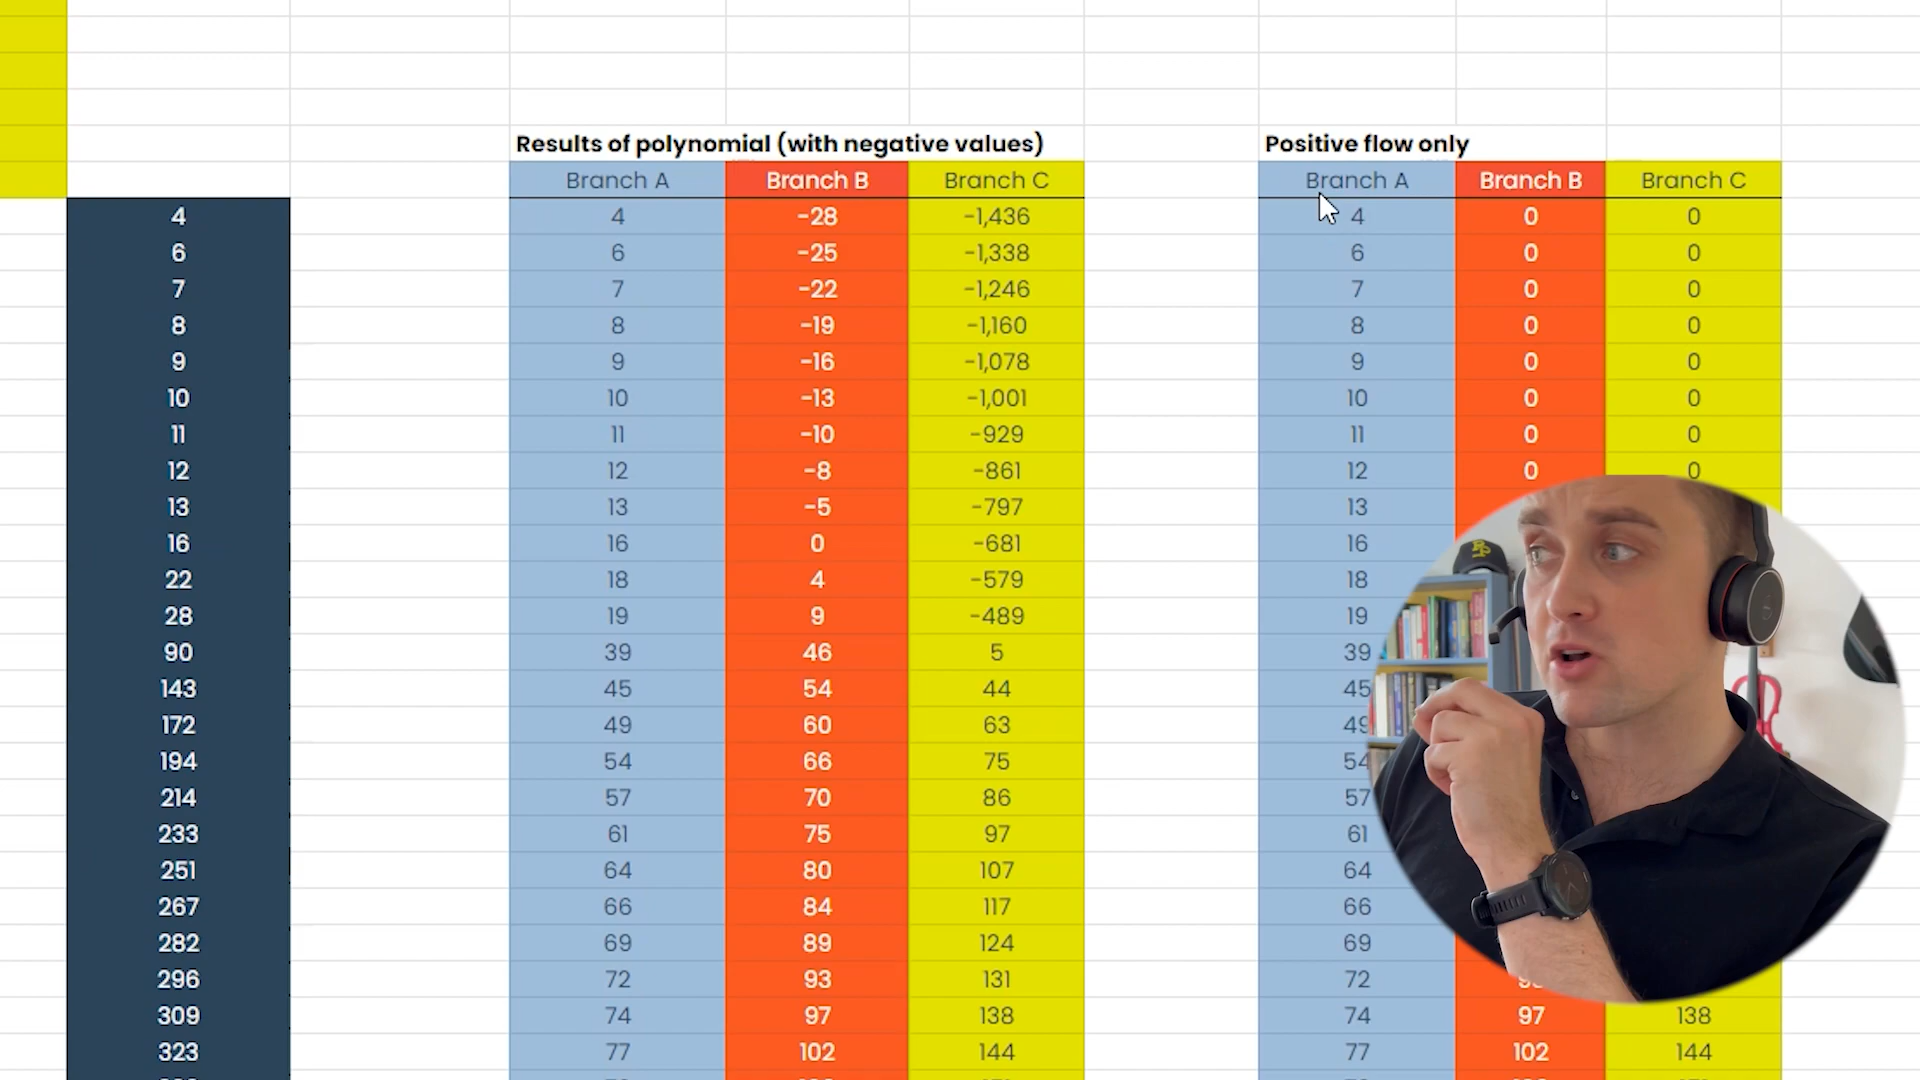 Results of polynomial (with negative values) Positive flow only
Branch A Branch B Branch C Branch A Branch B Branch C
4 4 -28 -1,436 4 0 0
6 6 -25 -1,338 6 0 0
7 7 -22 -1,246 7 0 0
8 8 -19 -1,160 8 0 0
9 9 -16 -1,078 9 0 0
10 10 -13 -1,001 10 0 0
11 11 -10 -929 11 0 0
12 12 -8 -861 12 0 0
13 13 -5 -797 13
16 16 0 -681 16
22 18 4 -579 18
28 19 9 -489 19
90 39 46 5 39
143 45 54 44 45
172 49 60 63 49
194 54 66 75 54
214 57 70 86 57
233 61 75 97 61
251 64 80 107 64
267 66 84 117 66
282 69 89 124 69
296 72 93 131 72
309 74 97 138 74 97 138
323 77 102 144 77 102 144